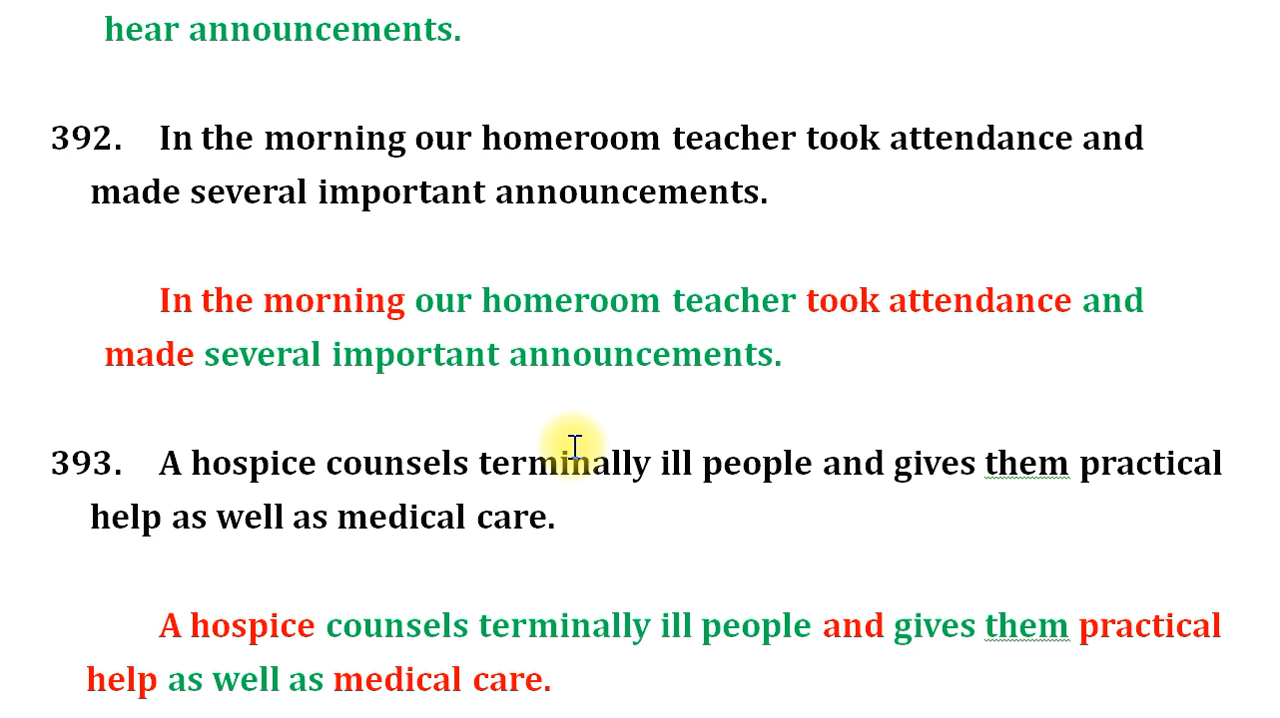 hear announcements.
392. In the morning our homeroom teacher took attendance and
made several important announcements.
In the morning our homeroom teacher took attendance and
made several important announcements.
393. A hospice counsels terminally ill people and gives them practical
help as well as medical care.
A hospice counsels terminally ill people and gives them practical
help as well as medical care.